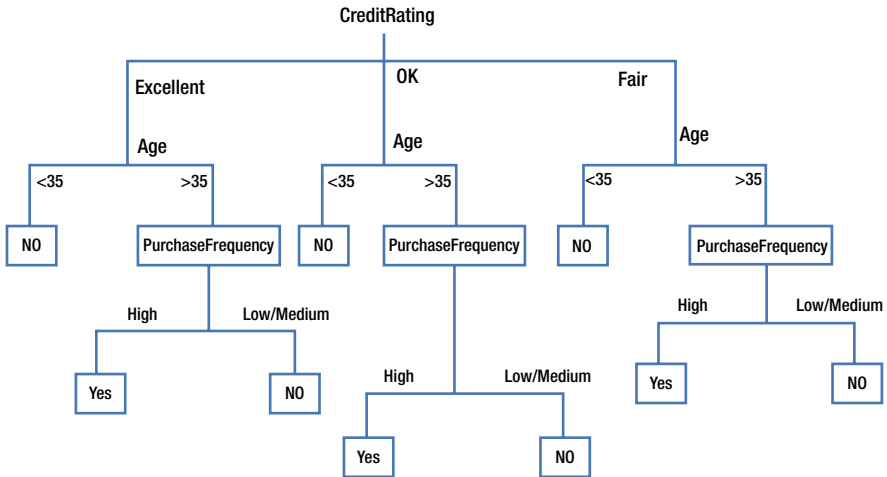 CreditRating
Excellent
OK
Fair
Age
Age
Age
<35
>35
<35
>35
<35
>35
NO
PurchaseFrequency
NO
PurchaseFrequency
NO
PurchaseFrequency
High
Low/Medium
High
Low/Medium
Yes
NO
High
Low/Medium
Yes
NO
Yes
NO